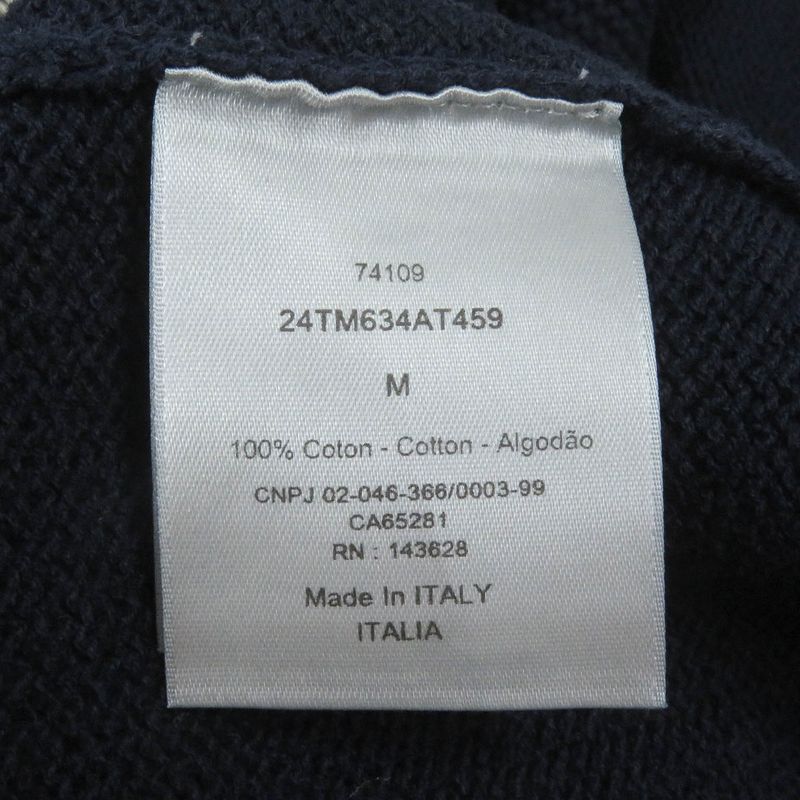 74109
24TM634AT459
M
100% Coton - Cotton - Algodão
CNPJ 02-046-366/0003-99
CA65281
RN : 143628
Made In ITALY
ITALIA